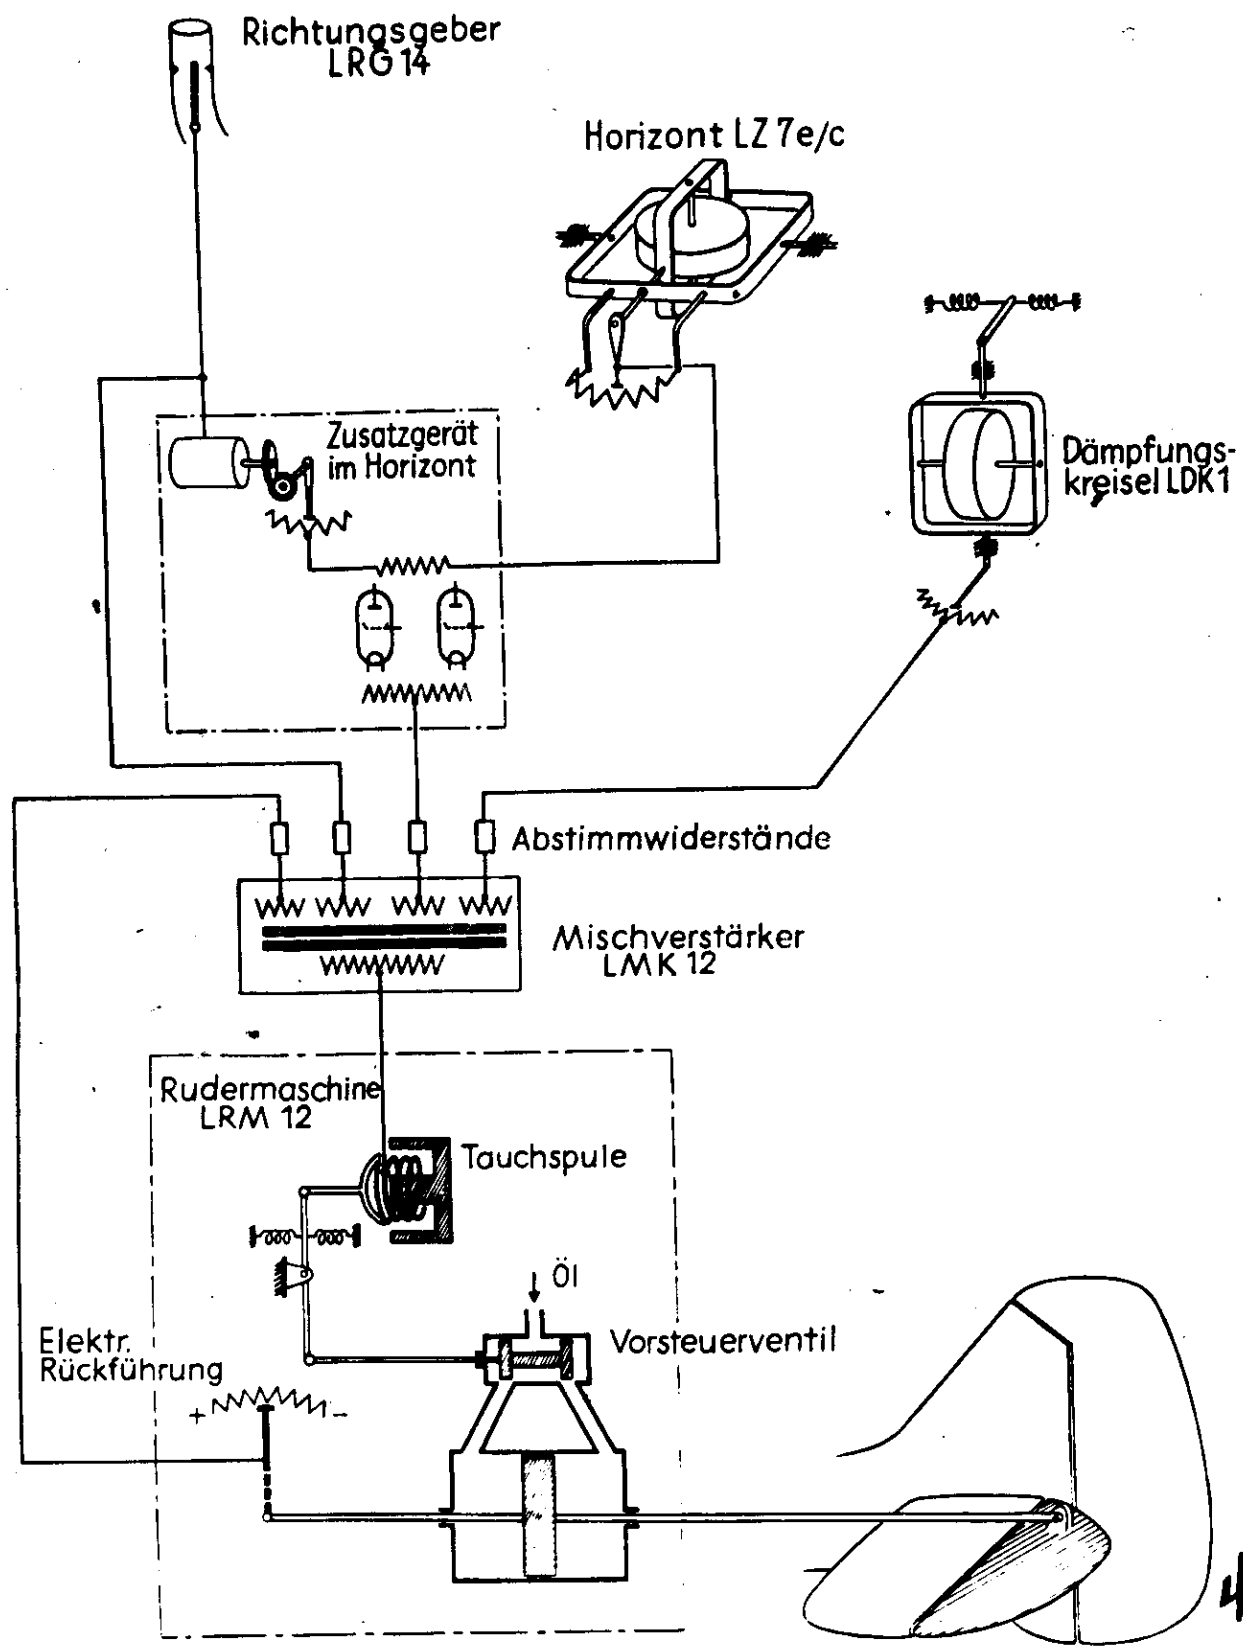 Richtungsgeber
LRG 14
Horizont LZ 7e/c
Zusatzgerät
im Horizont
Dämpfungs-
kreisel LDK 1
Abstimmwiderstände
Mischverstärker
LMK 12
Rudermaschine
LRM 12
Tauchspule
Öl
Vorsteuerventil
Elektr.
Rückführung
+ -
4